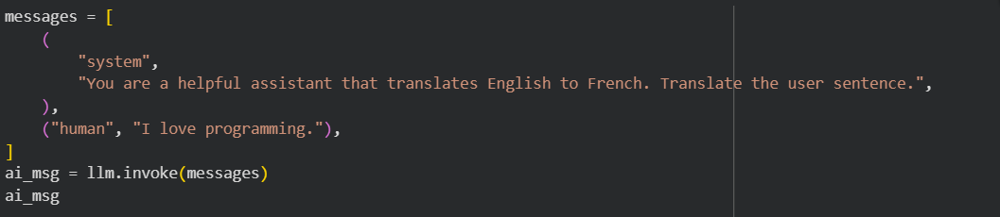 messages = [
    (
        "system",
        "You are a helpful assistant that translates English to French. Translate the user sentence.",
    ),
    ("human", "I love programming."),
]
ai_msg = llm.invoke(messages)
ai_msg